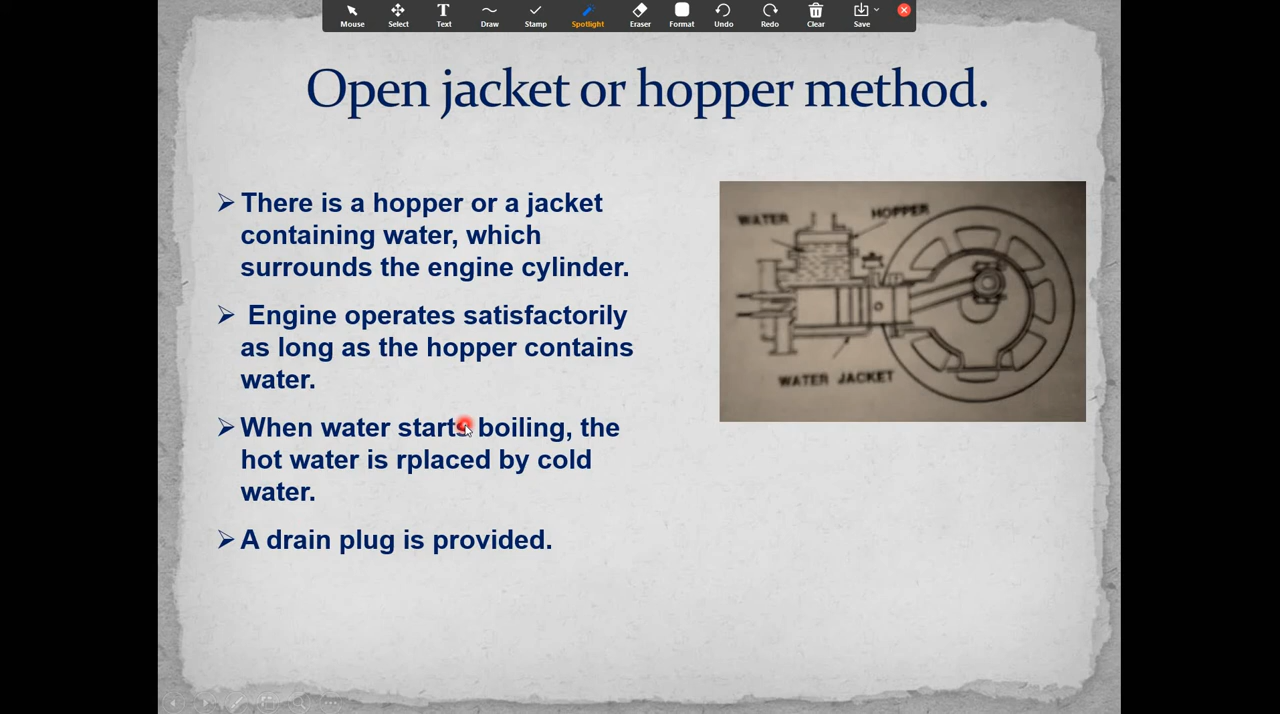 Mouse Select Text Draw Stamp Spotlight Eraser Format Undo Redo Clear Save
Open jacket or hopper method.
There is a hopper or a jacket
containing water, which
surrounds the engine cylinder.
Engine operates satisfactorily
as long as the hopper contains
water.
When water starts boiling, the
hot water is rplaced by cold
water.
A drain plug is provided.
WATER
HOPPER
WATER JACKET